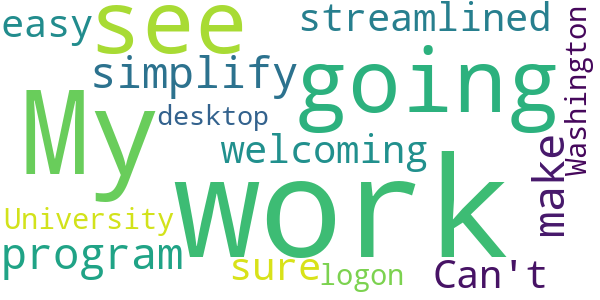 easy
see
streamlined
simplify
going
Washington
My
desktop
welcoming
make
work
University
program
sure
logon
Can't